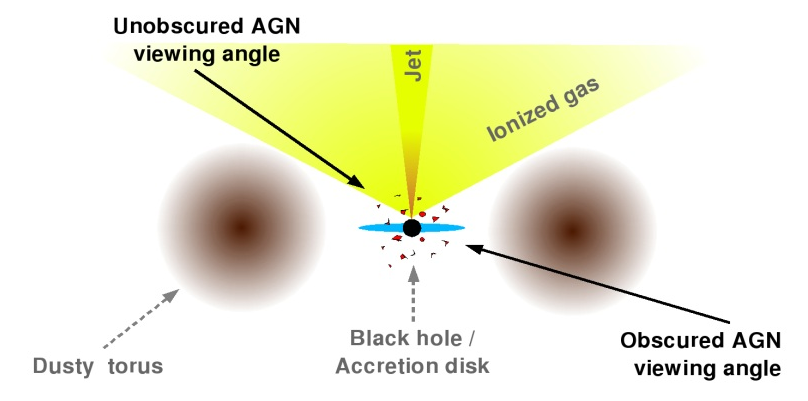 Unobscured AGN
viewing angle
Jet
Ionized gas
Black hole /
Accretion disk
Dusty torus
Obscured AGN
viewing angle